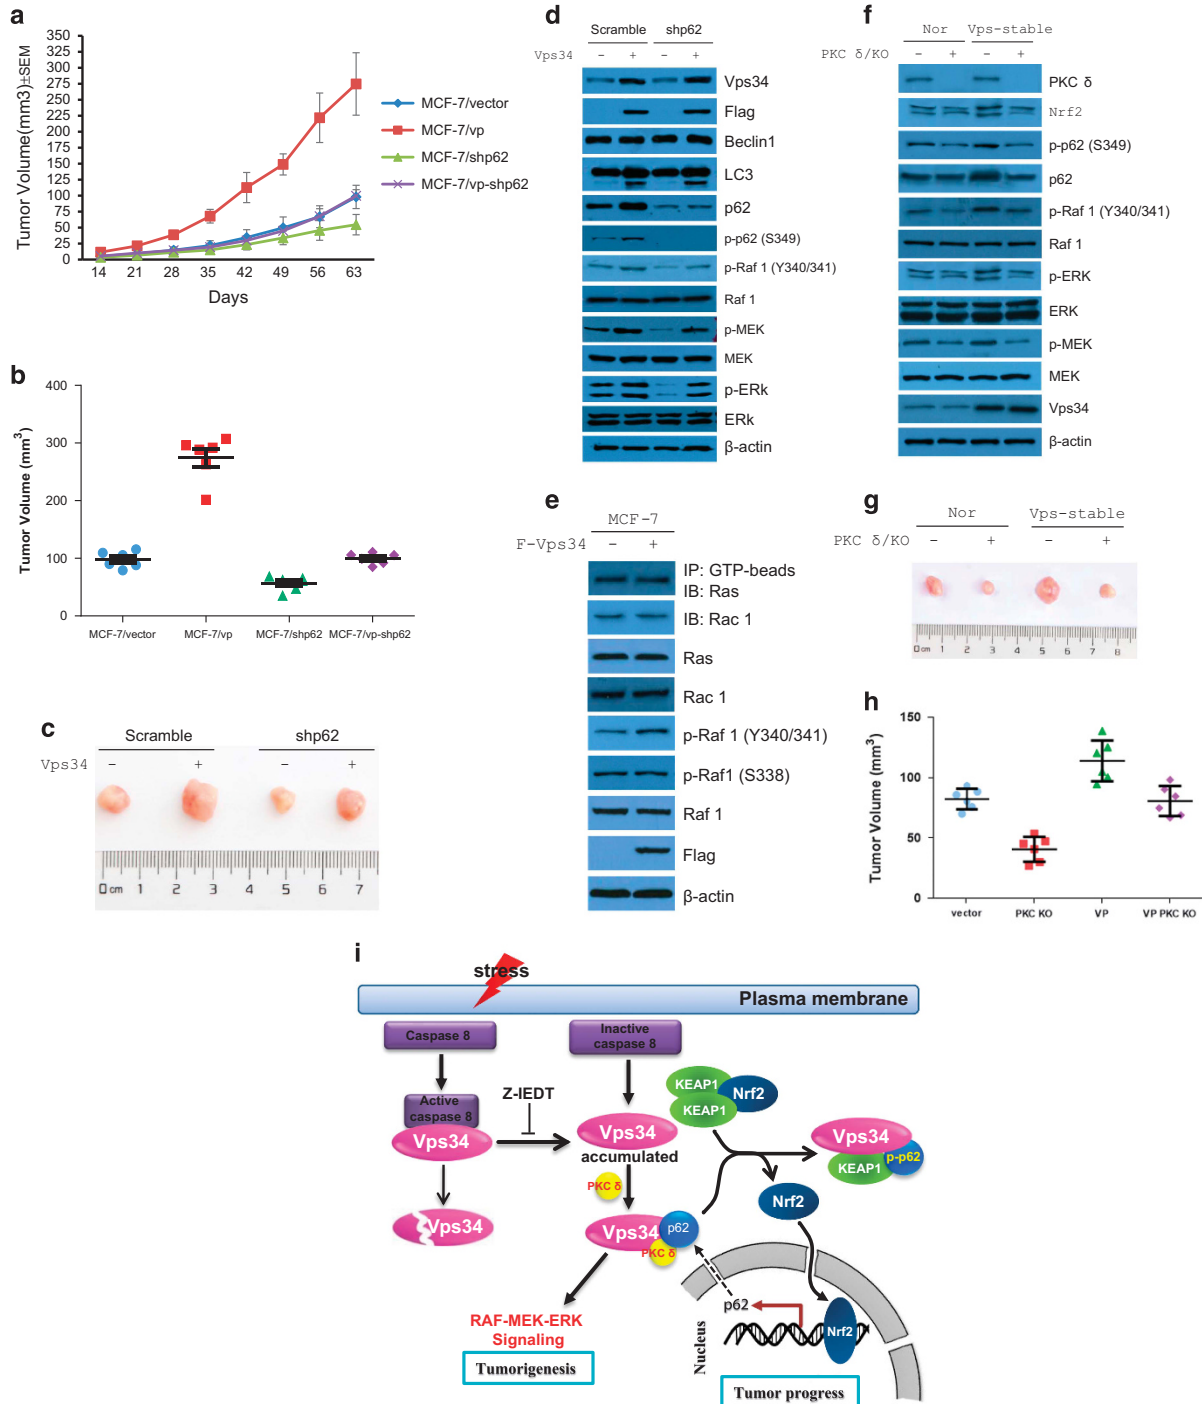 a
Tumor Volume(mm3)±SEM
350
325
300
275
250
225
200
175
150
125
100
75
50
25
0
14 21 28 35 42 49 56 63
Days
MCF-7/vector
MCF-7/vp
MCF-7/shp62
MCF-7/vp-shp62
b
Tumor Volume (mm³)
400
300
200
100
0
MCF-7/vector MCF-7/vp MCF-7/shp62 MCF-7/vp-shp62
c
Scramble shp62
Vps34 – + – +
0 cm 1 2 3 4 5 6 7
d
Scramble shp62
Vps34 – + – +
Vps34
Flag
Beclin1
LC3
p62
p-p62 (S349)
p-Raf 1 (Y340/341)
Raf 1
p-MEK
MEK
p-ERk
ERk
β-actin
e
MCF-7
F-Vps34 – +
IP: GTP-beads
IB: Ras
IB: Rac 1
Ras
Rac 1
p-Raf 1 (Y340/341)
p-Raf1 (S338)
Raf 1
Flag
β-actin
f
Nor Vps-stable
PKC δ/KO – + – +
PKC δ
Nrf2
p-p62 (S349)
p62
p-Raf 1 (Y340/341)
Raf 1
p-ERK
ERK
p-MEK
MEK
Vps34
β-actin
g
Nor Vps-stable
PKC δ/KO – + – +
0 cm 1 2 3 4 5 6 7 8
h
Tumor Volume (mm³)
150
100
50
0
vector PKC KO VP VP PKC KO
i
stress
Plasma membrane
Caspase 8
Inactive
caspase 8
Active
caspase 8
Vps34
Z-IEDT
Vps34
accumulated
KEAP1
KEAP1
Nrf2
Vps34
KEAP1
p-p62
PKC δ
Vps34
Vps34
p62
PKC δ
Nrf2
RAF-MEK-ERK
Signaling
Tumorigenesis
Nucleus
p62
Nrf2
Tumor progress